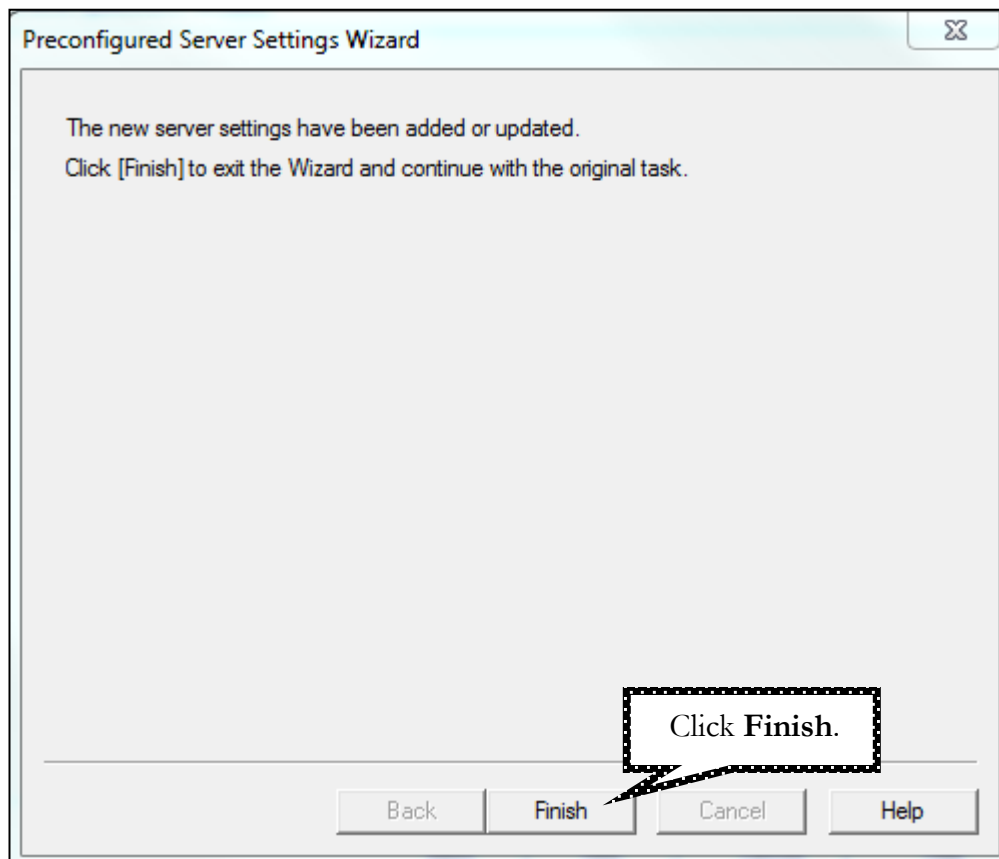 Preconfigured Server Settings Wizard
The new server settings have been added or updated.
Click [Finish] to exit the Wizard and continue with the original task.
Click Finish.
Back
Finish
Cancel
Help